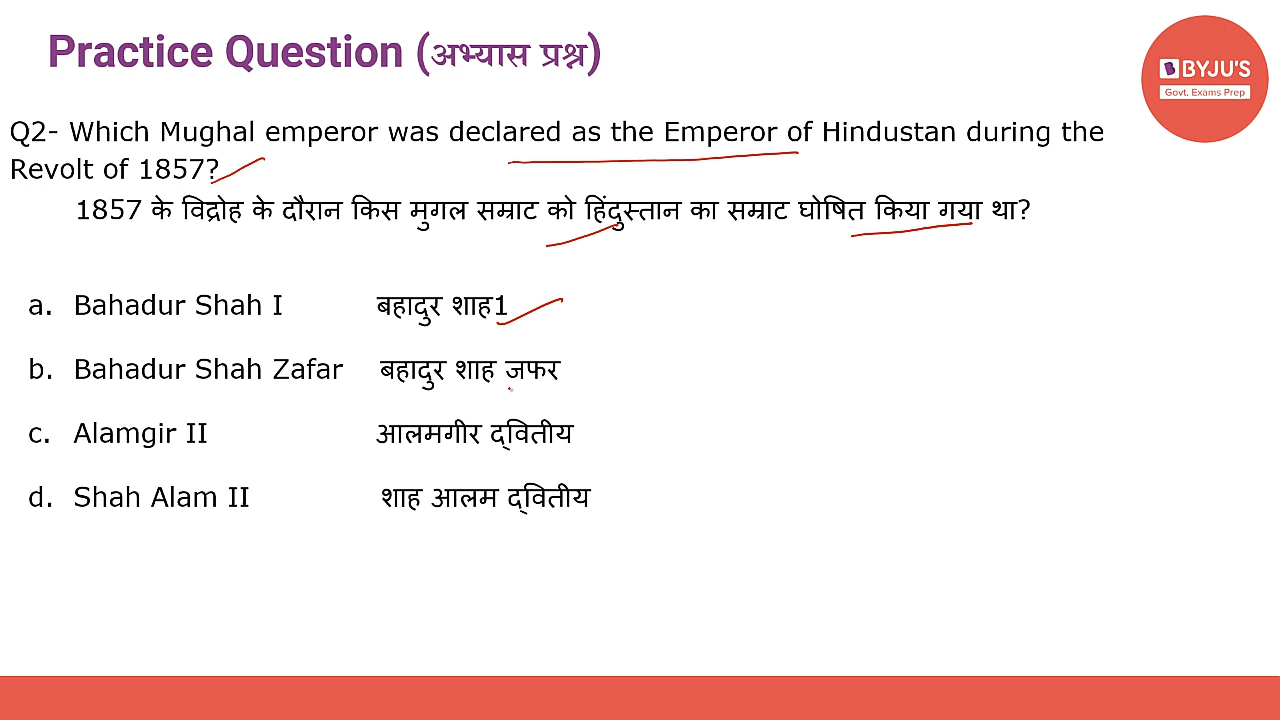 Practice Question (अभ्यास प्रश्न)
BYJU'S
Govt. Exams Prep
Q2- Which Mughal emperor was declared as the Emperor of Hindustan during the
Revolt of 1857?
1857 के विद्रोह के दौरान किस मुगल सम्राट को हिंदुस्तान का सम्राट घोषित किया गया था?
a. Bahadur Shah I बहादुर शाह1
b. Bahadur Shah Zafar बहादुर शाह जफर
c. Alamgir II आलमगीर द्वितीय
d. Shah Alam II शाह आलम द्वितीय